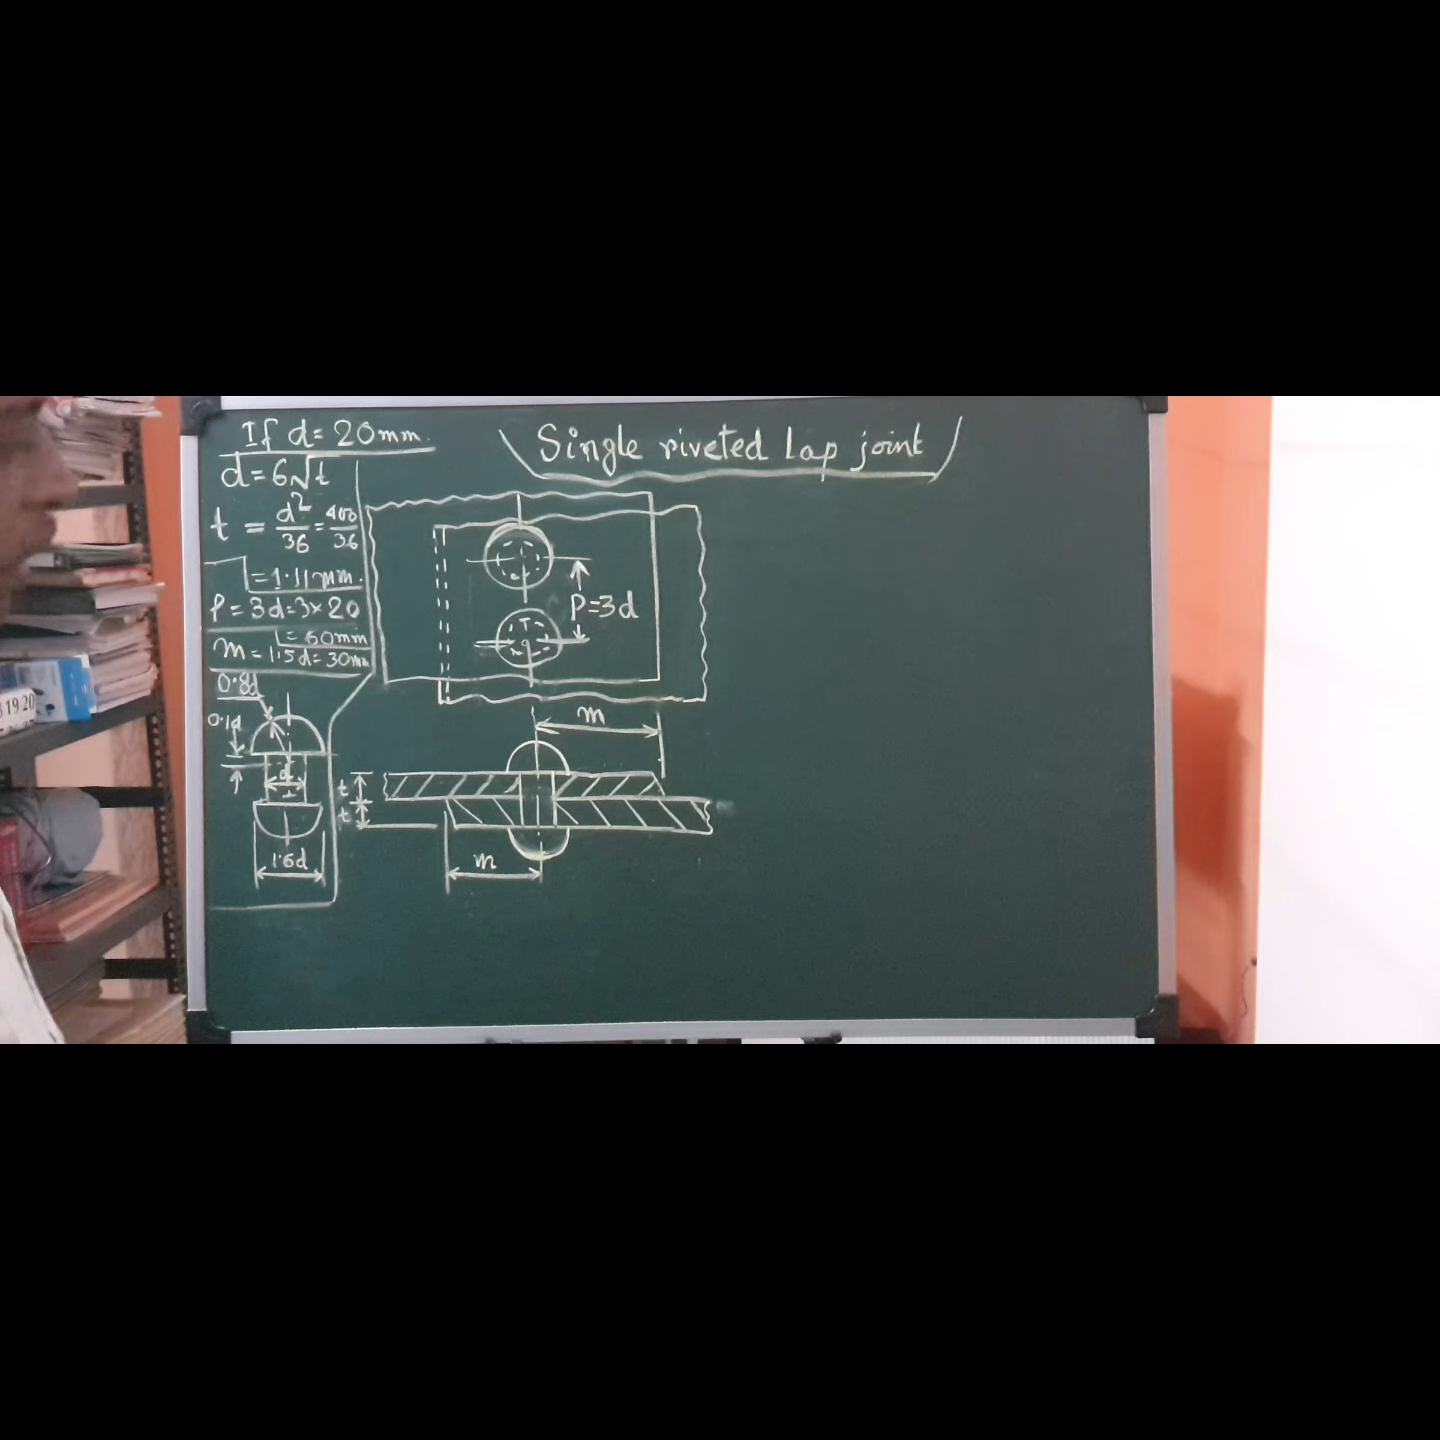 If d = 20mm.
Single riveted Lap joint
d = 6√t
t = d²/36 = 400/36
= 1.11mm.
P = 3d = 3 × 20
= 60mm
m = 1.5d = 30mm
P = 3d
0.8d
0.1d
d
1.6d
m
t
t
m
1920